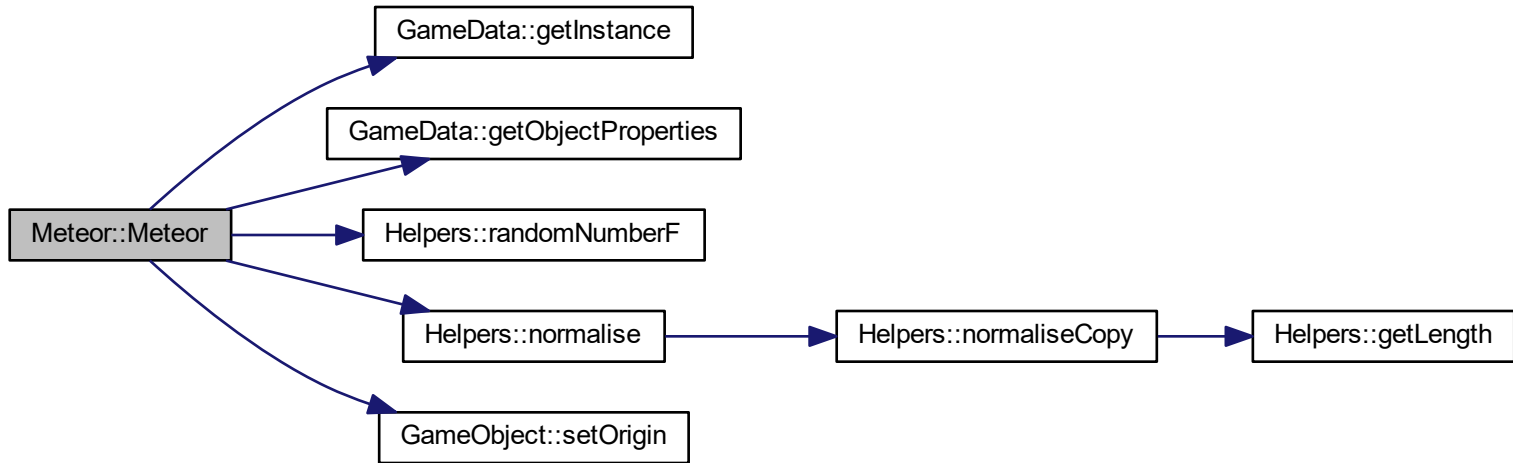 GameData::getInstance
GameData::getObjectProperties
Meteor::Meteor
Helpers::randomNumberF
Helpers::normalise
Helpers::normaliseCopy
Helpers::getLength
GameObject::setOrigin